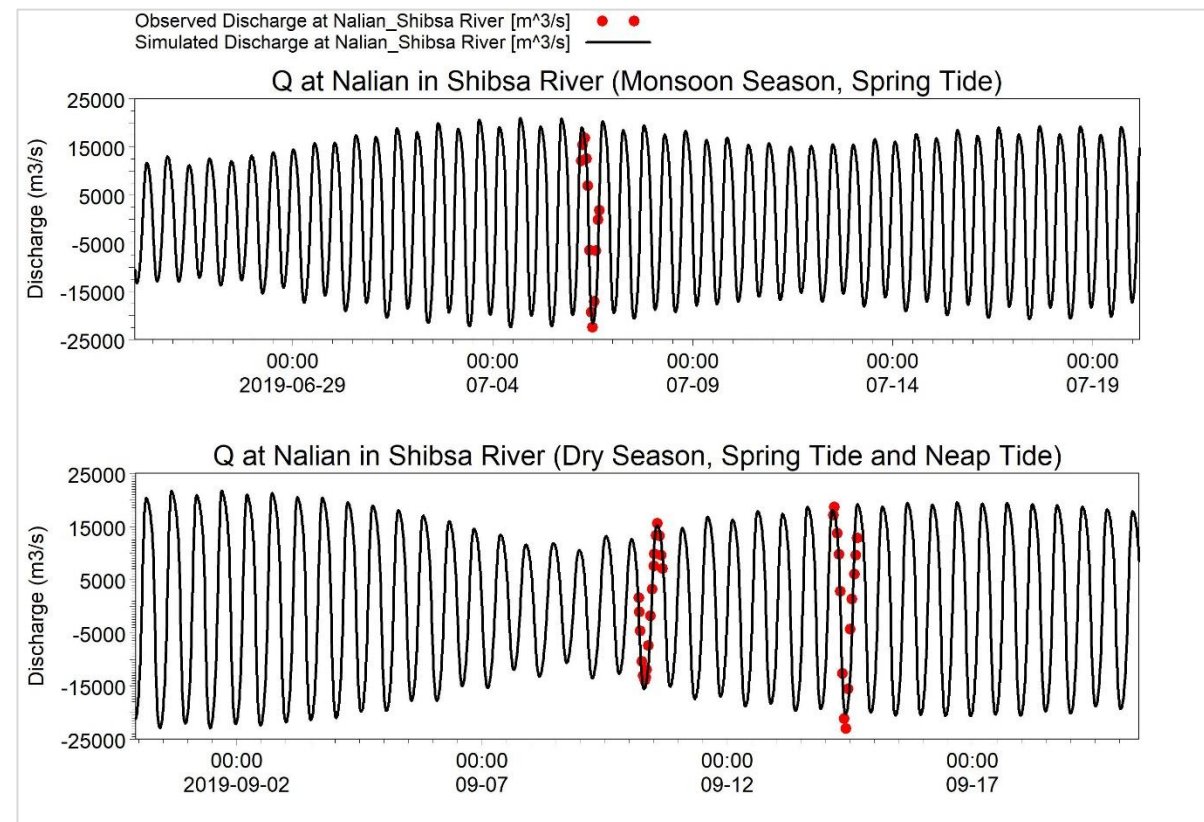 Observed Discharge at Nalian_Shibsa River [m^3/s]
Simulated Discharge at Nalian_Shibsa River [m^3/s]
Q at Nalian in Shibsa River (Monsoon Season, Spring Tide)
Discharge (m3/s)
25000
15000
5000
-5000
-15000
-25000
00:00 00:00 00:00 00:00 00:00
2019-06-29 07-04 07-09 07-14 07-19
Q at Nalian in Shibsa River (Dry Season, Spring Tide and Neap Tide)
Discharge (m3/s)
25000
15000
5000
-5000
-15000
-25000
00:00 00:00 00:00 00:00
2019-09-02 09-07 09-12 09-17